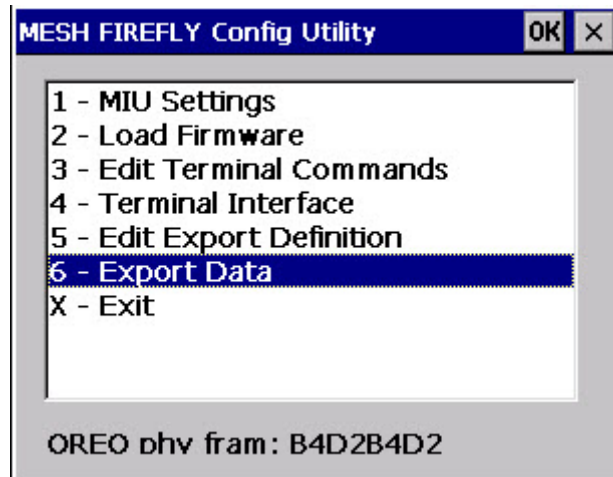 MESH FIREFLY Config Utility OK ×
1 - MIU Settings
2 - Load Firmware
3 - Edit Terminal Commands
4 - Terminal Interface
5 - Edit Export Definition
6 - Export Data
X - Exit
OREO phy fram: B4D2B4D2